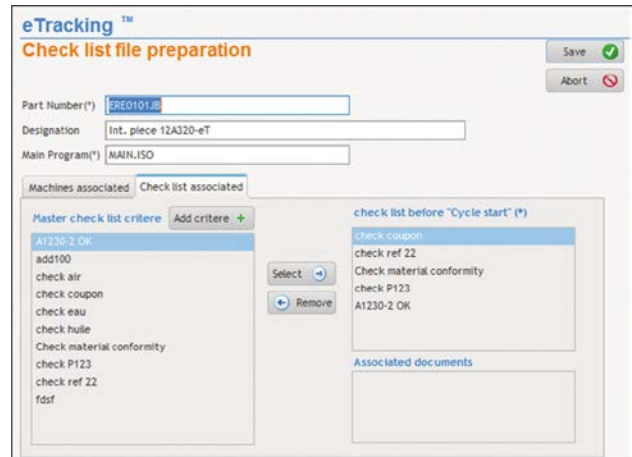 eTracking ™
Check list file preparation
Save
Abort
Part Number(*) ERE0101JB
Designation Int. piece 12A320-eT
Main Program(*) MAIN.ISO
Machines associated Check list associated
Master check list critere Add critere +
A1230-2 OK
add100
check air
check coupon
check eau
check huile
Check material conformity
check P123
check ref 22
fdsf
Select
Remove
check list before "Cycle start" (*)
check coupon
check ref 22
Check material conformity
check P123
A1230-2 OK
Associated documents